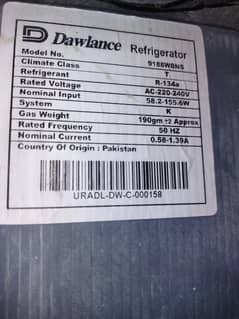 Dawlance Refrigerator
Model No. 9188WBNS
Climate Class T
Refrigerant R-134a
Rated Voltage AC-220-240V
Nominal Input 58.2-155.6W
System K
Gas Weight 190gm ±2 Approx
Rated Frequency 50 HZ
Nominal Current 0.58-1.39A
Country Of Origin : Pakistan
URADL-DW-C-000158